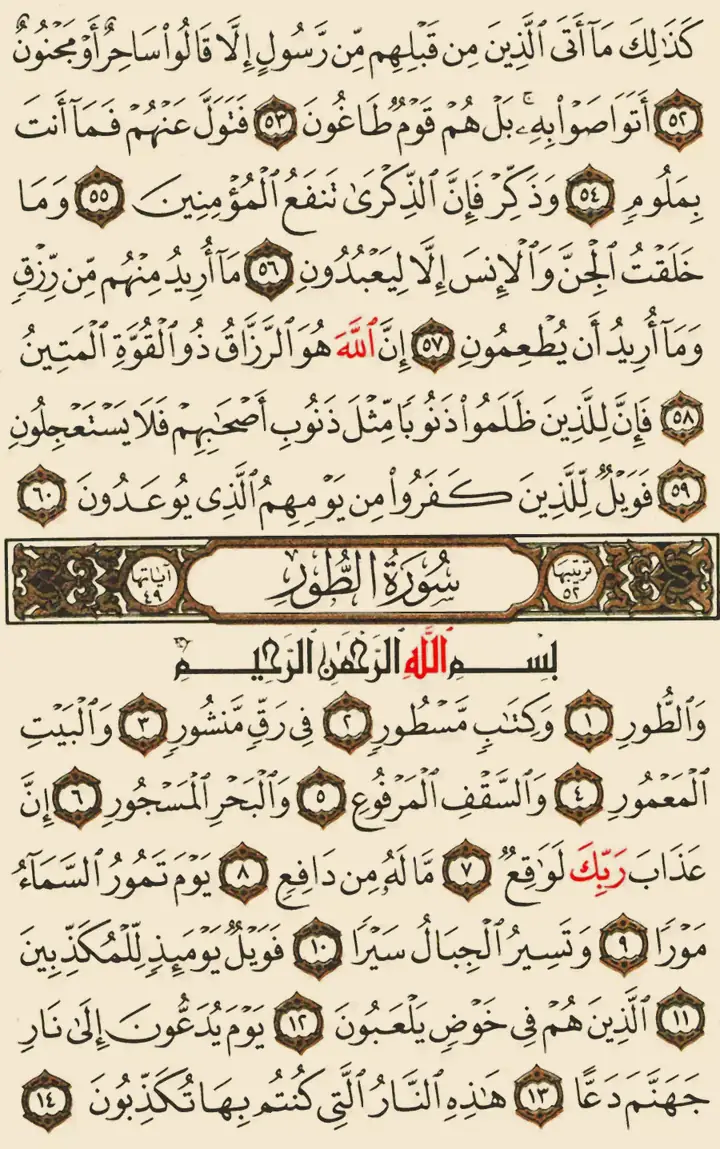 كَذَٰلِكَ مَآ أَتَى ٱلَّذِينَ مِن قَبْلِهِم مِّن رَّسُولٍ إِلَّا قَالُوا۟ سَاحِرٌ أَوْ مَجْنُونٌ
٥٢ أَتَوَاصَوْا۟ بِهِۦ ۚ بَلْ هُمْ قَوْمٌ طَاغُونَ ٥٣ فَتَوَلَّ عَنْهُمْ فَمَآ أَنتَ
بِمَلُومٍ ٥٤ وَذَكِّرْ فَإِنَّ ٱلذِّكْرَىٰ تَنفَعُ ٱلْمُؤْمِنِينَ ٥٥ وَمَا
خَلَقْتُ ٱلْجِنَّ وَٱلْإِنسَ إِلَّا لِيَعْبُدُونِ ٥٦ مَآ أُرِيدُ مِنْهُم مِّن رِّزْقٍ
وَمَآ أُرِيدُ أَن يُطْعِمُونِ ٥٧ إِنَّ ٱللَّهَ هُوَ ٱلرَّزَّاقُ ذُو ٱلْقُوَّةِ ٱلْمَتِينُ
٥٨ فَإِنَّ لِلَّذِينَ ظَلَمُوا۟ ذَنُوبًا مِّثْلَ ذَنُوبِ أَصْحَٰبِهِمْ فَلَا يَسْتَعْجِلُونِ
٥٩ فَوَيْلٌ لِّلَّذِينَ كَفَرُوا۟ مِن يَوْمِهِمُ ٱلَّذِى يُوعَدُونَ ٦٠
ترتيبها ٥٢ سُورَةُ الطُّورِ آياتها ٤٩
بِسْمِ ٱللَّهِ ٱلرَّحْمَٰنِ ٱلرَّحِيمِ
وَٱلطُّورِ ١ وَكِتَٰبٍ مَّسْطُورٍ ٢ فِى رَقٍّ مَّنشُورٍ ٣ وَٱلْبَيْتِ
ٱلْمَعْمُورِ ٤ وَٱلسَّقْفِ ٱلْمَرْفُوعِ ٥ وَٱلْبَحْرِ ٱلْمَسْجُورِ ٦ إِنَّ
عَذَابَ رَبِّكَ لَوَٰقِعٌ ٧ مَّا لَهُۥ مِن دَافِعٍ ٨ يَوْمَ تَمُورُ ٱلسَّمَآءُ
مَوْرًا ٩ وَتَسِيرُ ٱلْجِبَالُ سَيْرًا ١٠ فَوَيْلٌ يَوْمَئِذٍ لِّلْمُكَذِّبِينَ
١١ ٱلَّذِينَ هُمْ فِى خَوْضٍ يَلْعَبُونَ ١٢ يَوْمَ يُدَعُّونَ إِلَىٰ نَارِ
جَهَنَّمَ دَعًّا ١٣ هَٰذِهِ ٱلنَّارُ ٱلَّتِى كُنتُم بِهَا تُكَذِّبُونَ ١٤